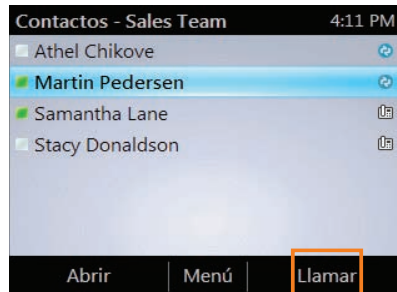 Contactos - Sales Team 4:11 PM
Athel Chikove
Martin Pedersen
Samantha Lane
Stacy Donaldson
Abrir Menú Llamar